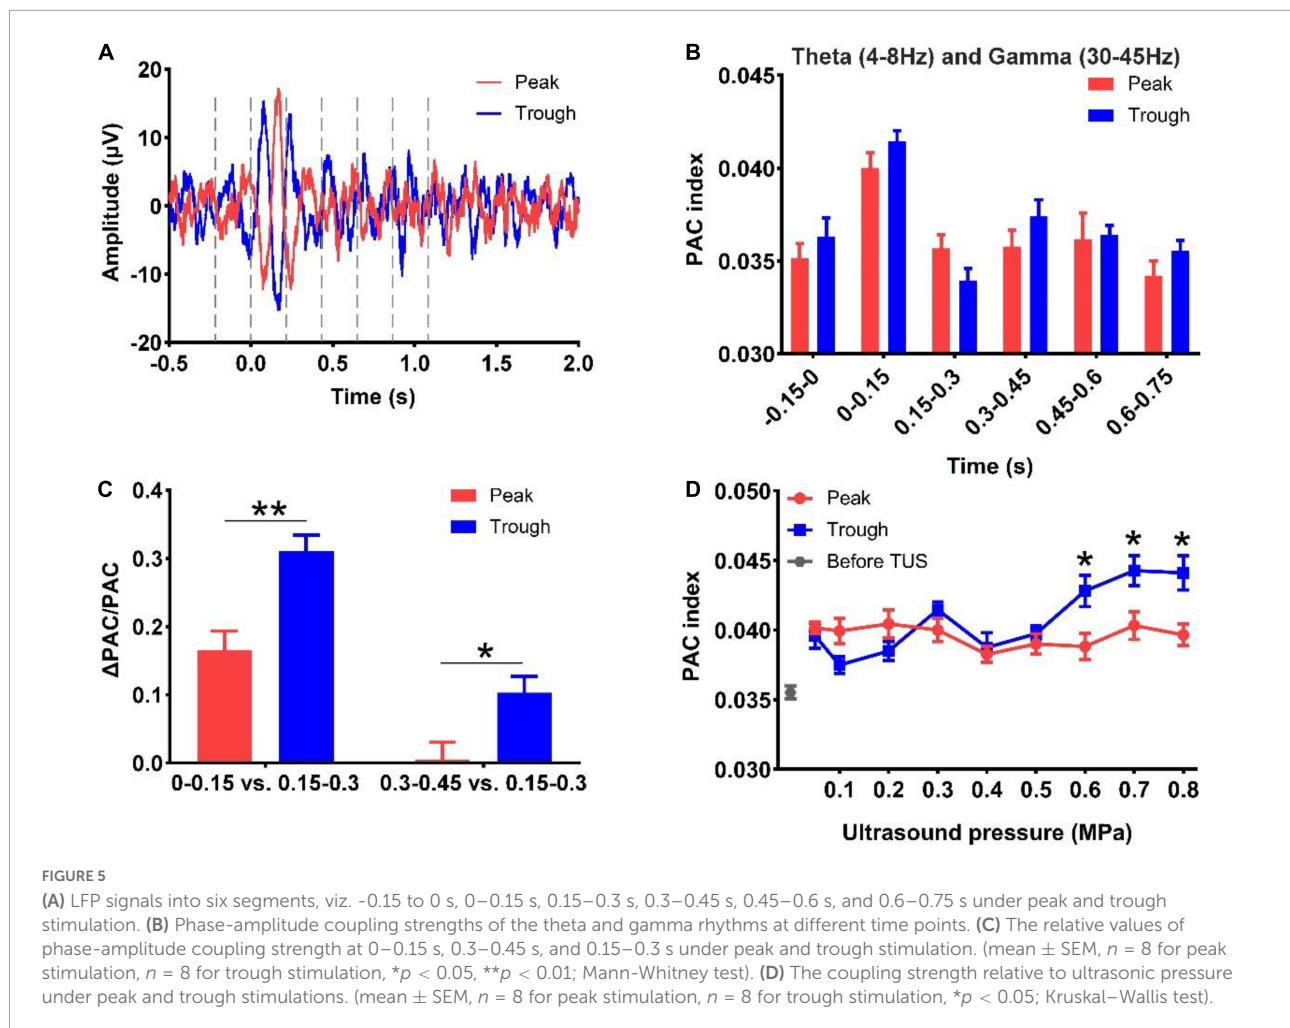 A
20
10
0
-10
-20
Amplitude (µV)
Peak
Trough
-0.5
0.0
0.5
1.0
1.5
2.0
Time (s)
B
Theta (4-8Hz) and Gamma (30-45Hz)
0.045
0.040
0.035
0.030
PAC index
Peak
Trough
-0.15-0
0-0.15
0.15-0.3
0.3-0.45
0.45-0.6
0.6-0.75
Time (s)
C
0.4
0.3
0.2
0.1
0.0
ΔPAC/PAC
Peak
Trough
**
*
0-0.15 vs. 0.15-0.3
0.3-0.45 vs. 0.15-0.3
D
0.050
0.045
0.040
0.035
0.030
PAC index
Peak
Trough
Before TUS
* * *
0.1 0.2 0.3 0.4 0.5 0.6 0.7 0.8
Ultrasound pressure (MPa)
FIGURE 5
(A) LFP signals into six segments, viz. -0.15 to 0 s, 0–0.15 s, 0.15–0.3 s, 0.3–0.45 s, 0.45–0.6 s, and 0.6–0.75 s under peak and trough
stimulation. (B) Phase-amplitude coupling strengths of the theta and gamma rhythms at different time points. (C) The relative values of
phase-amplitude coupling strength at 0–0.15 s, 0.3–0.45 s, and 0.15–0.3 s under peak and trough stimulation. (mean ± SEM, n = 8 for peak
stimulation, n = 8 for trough stimulation, *p < 0.05, **p < 0.01; Mann-Whitney test). (D) The coupling strength relative to ultrasonic pressure
under peak and trough stimulations. (mean ± SEM, n = 8 for peak stimulation, n = 8 for trough stimulation, *p < 0.05; Kruskal–Wallis test).